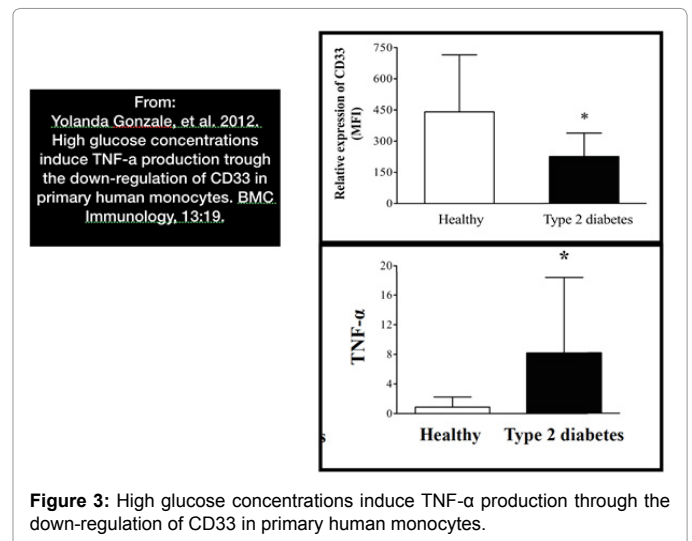 From:
Yolanda Gonzale, et al. 2012.
High glucose concentrations
induce TNF-a production trough
the down-regulation of CD33 in
primary human monocytes. BMC
Immunology, 13:19.
Relative expression of CD33
(MFI)
750
600
450
300
150
0
*
Healthy Type 2 diabetes
TNF-α
20
16
12
8
4
0
*
s
Healthy Type 2 diabetes
Figure 3: High glucose concentrations induce TNF-α production through the
down-regulation of CD33 in primary human monocytes.